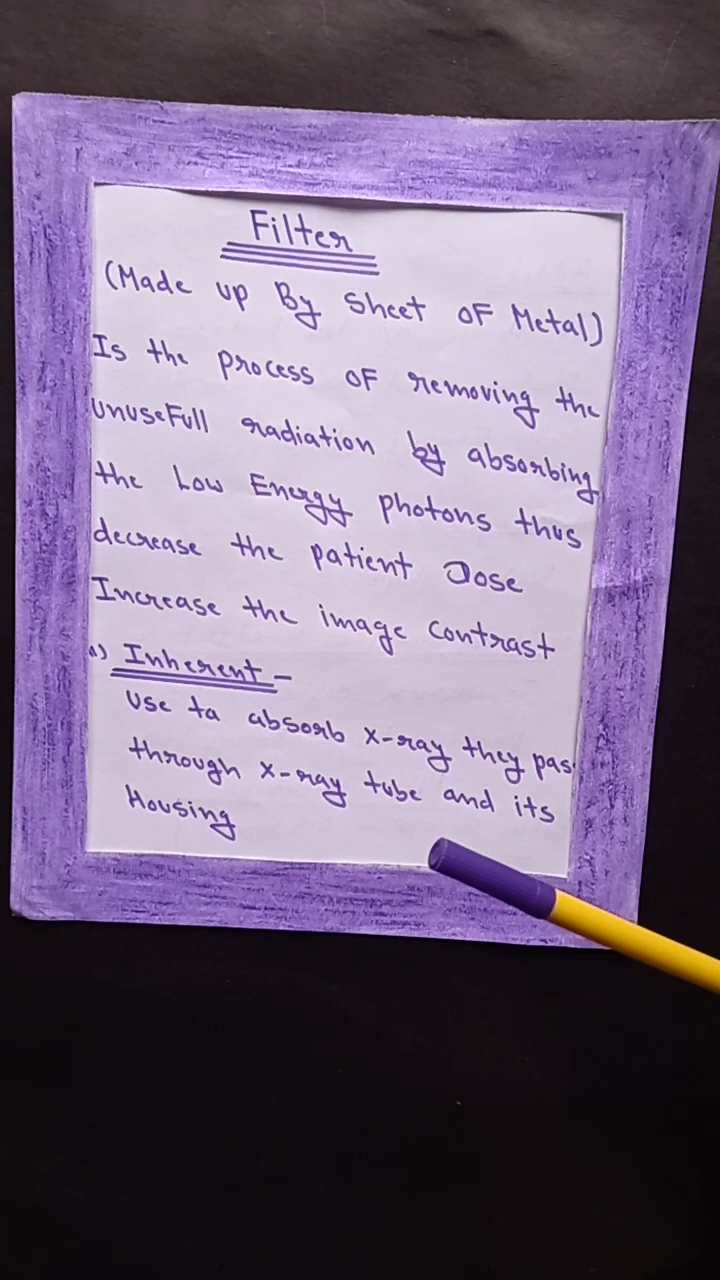 Filter
(Made up By Sheet OF Metal)
Is the process OF removing the
UnuseFull radiation by absorbing
the Low Energy photons thus
decrease the patient Dose
Increase the image contrast
1) Inherent -
Use ta absorb x-ray they pas
through x-ray tube and its
Housing